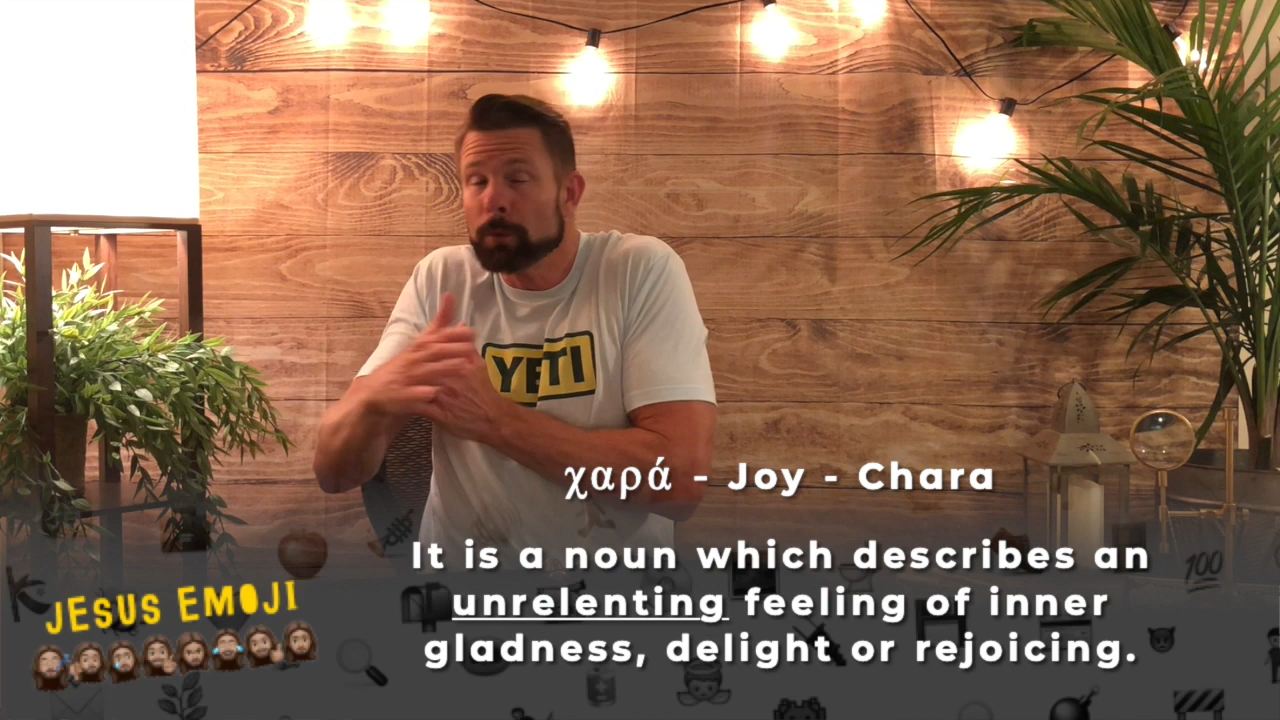 YETI
χαρά - Joy - Chara
It is a noun which describes an
unrelenting feeling of inner
gladness, delight or rejoicing.
JESUS EMOJI
100